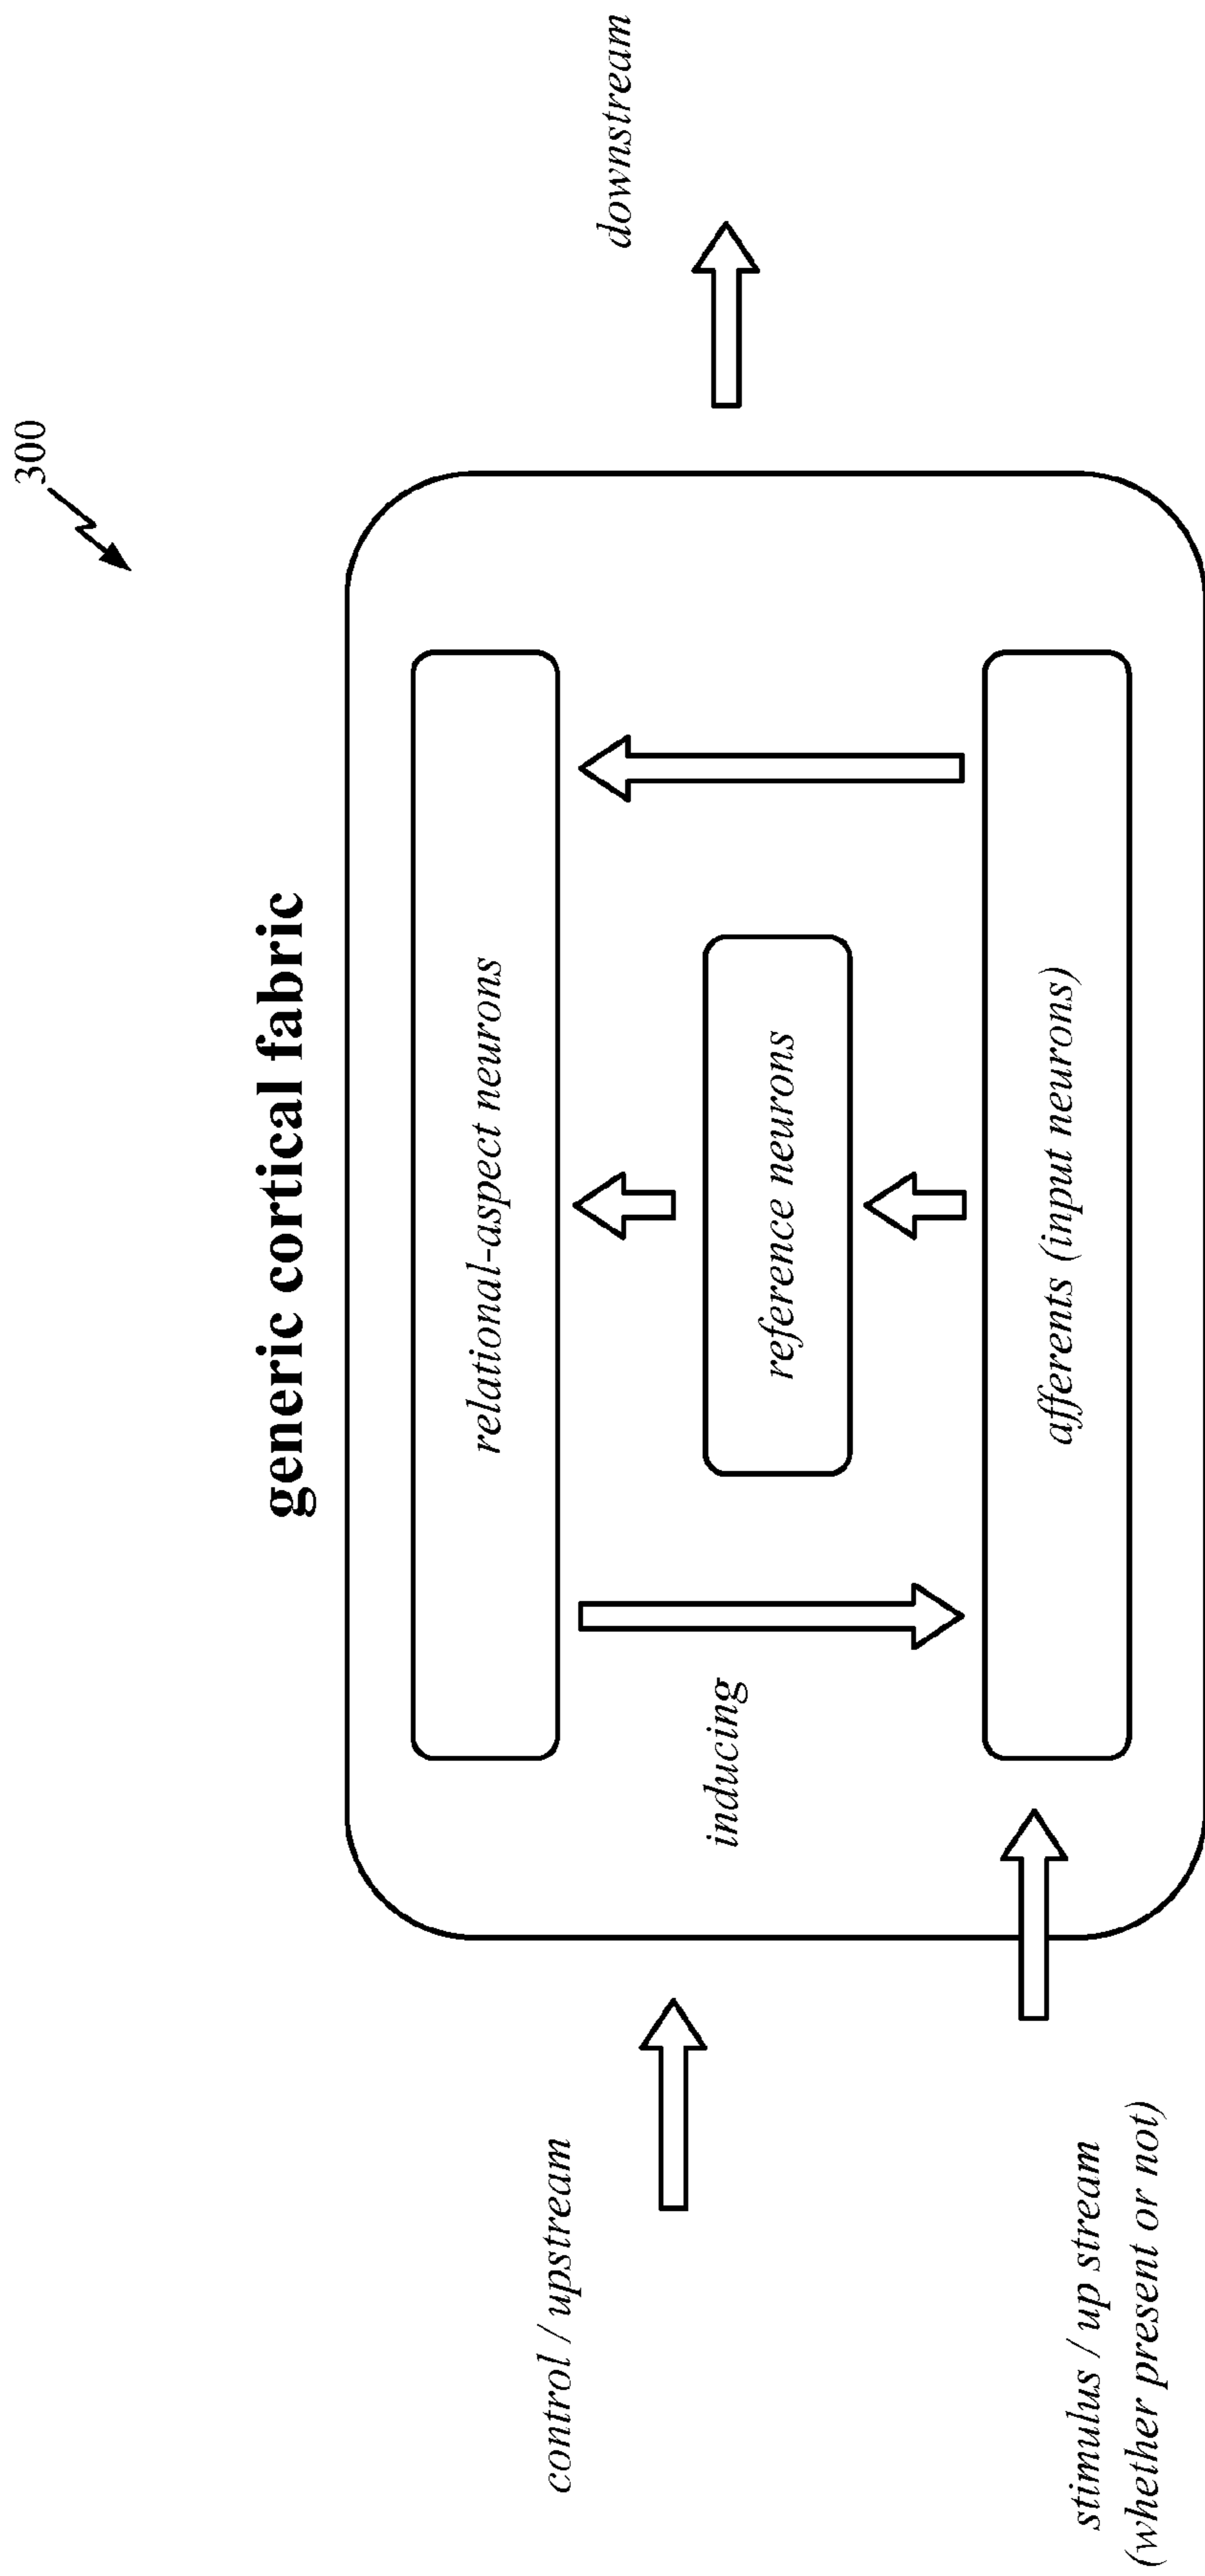 300
generic cortical fabric
relational-aspect neurons
control / upstream
downstream
inducing
reference neurons
afferents (input neurons)
stimulus / up stream
(whether present or not)